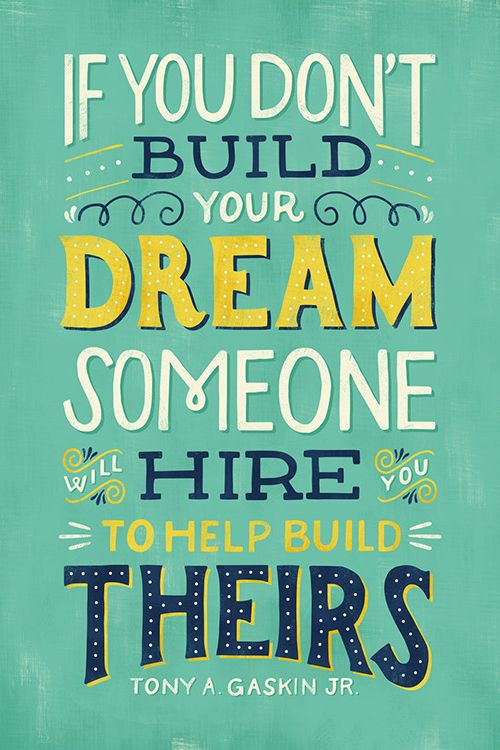 IF YOU DON'T
BUILD
YOUR
DREAM
SOMEONE
WILL HIRE YOU
TO HELP BUILD
THEIRS
TONY A. GASKIN JR.